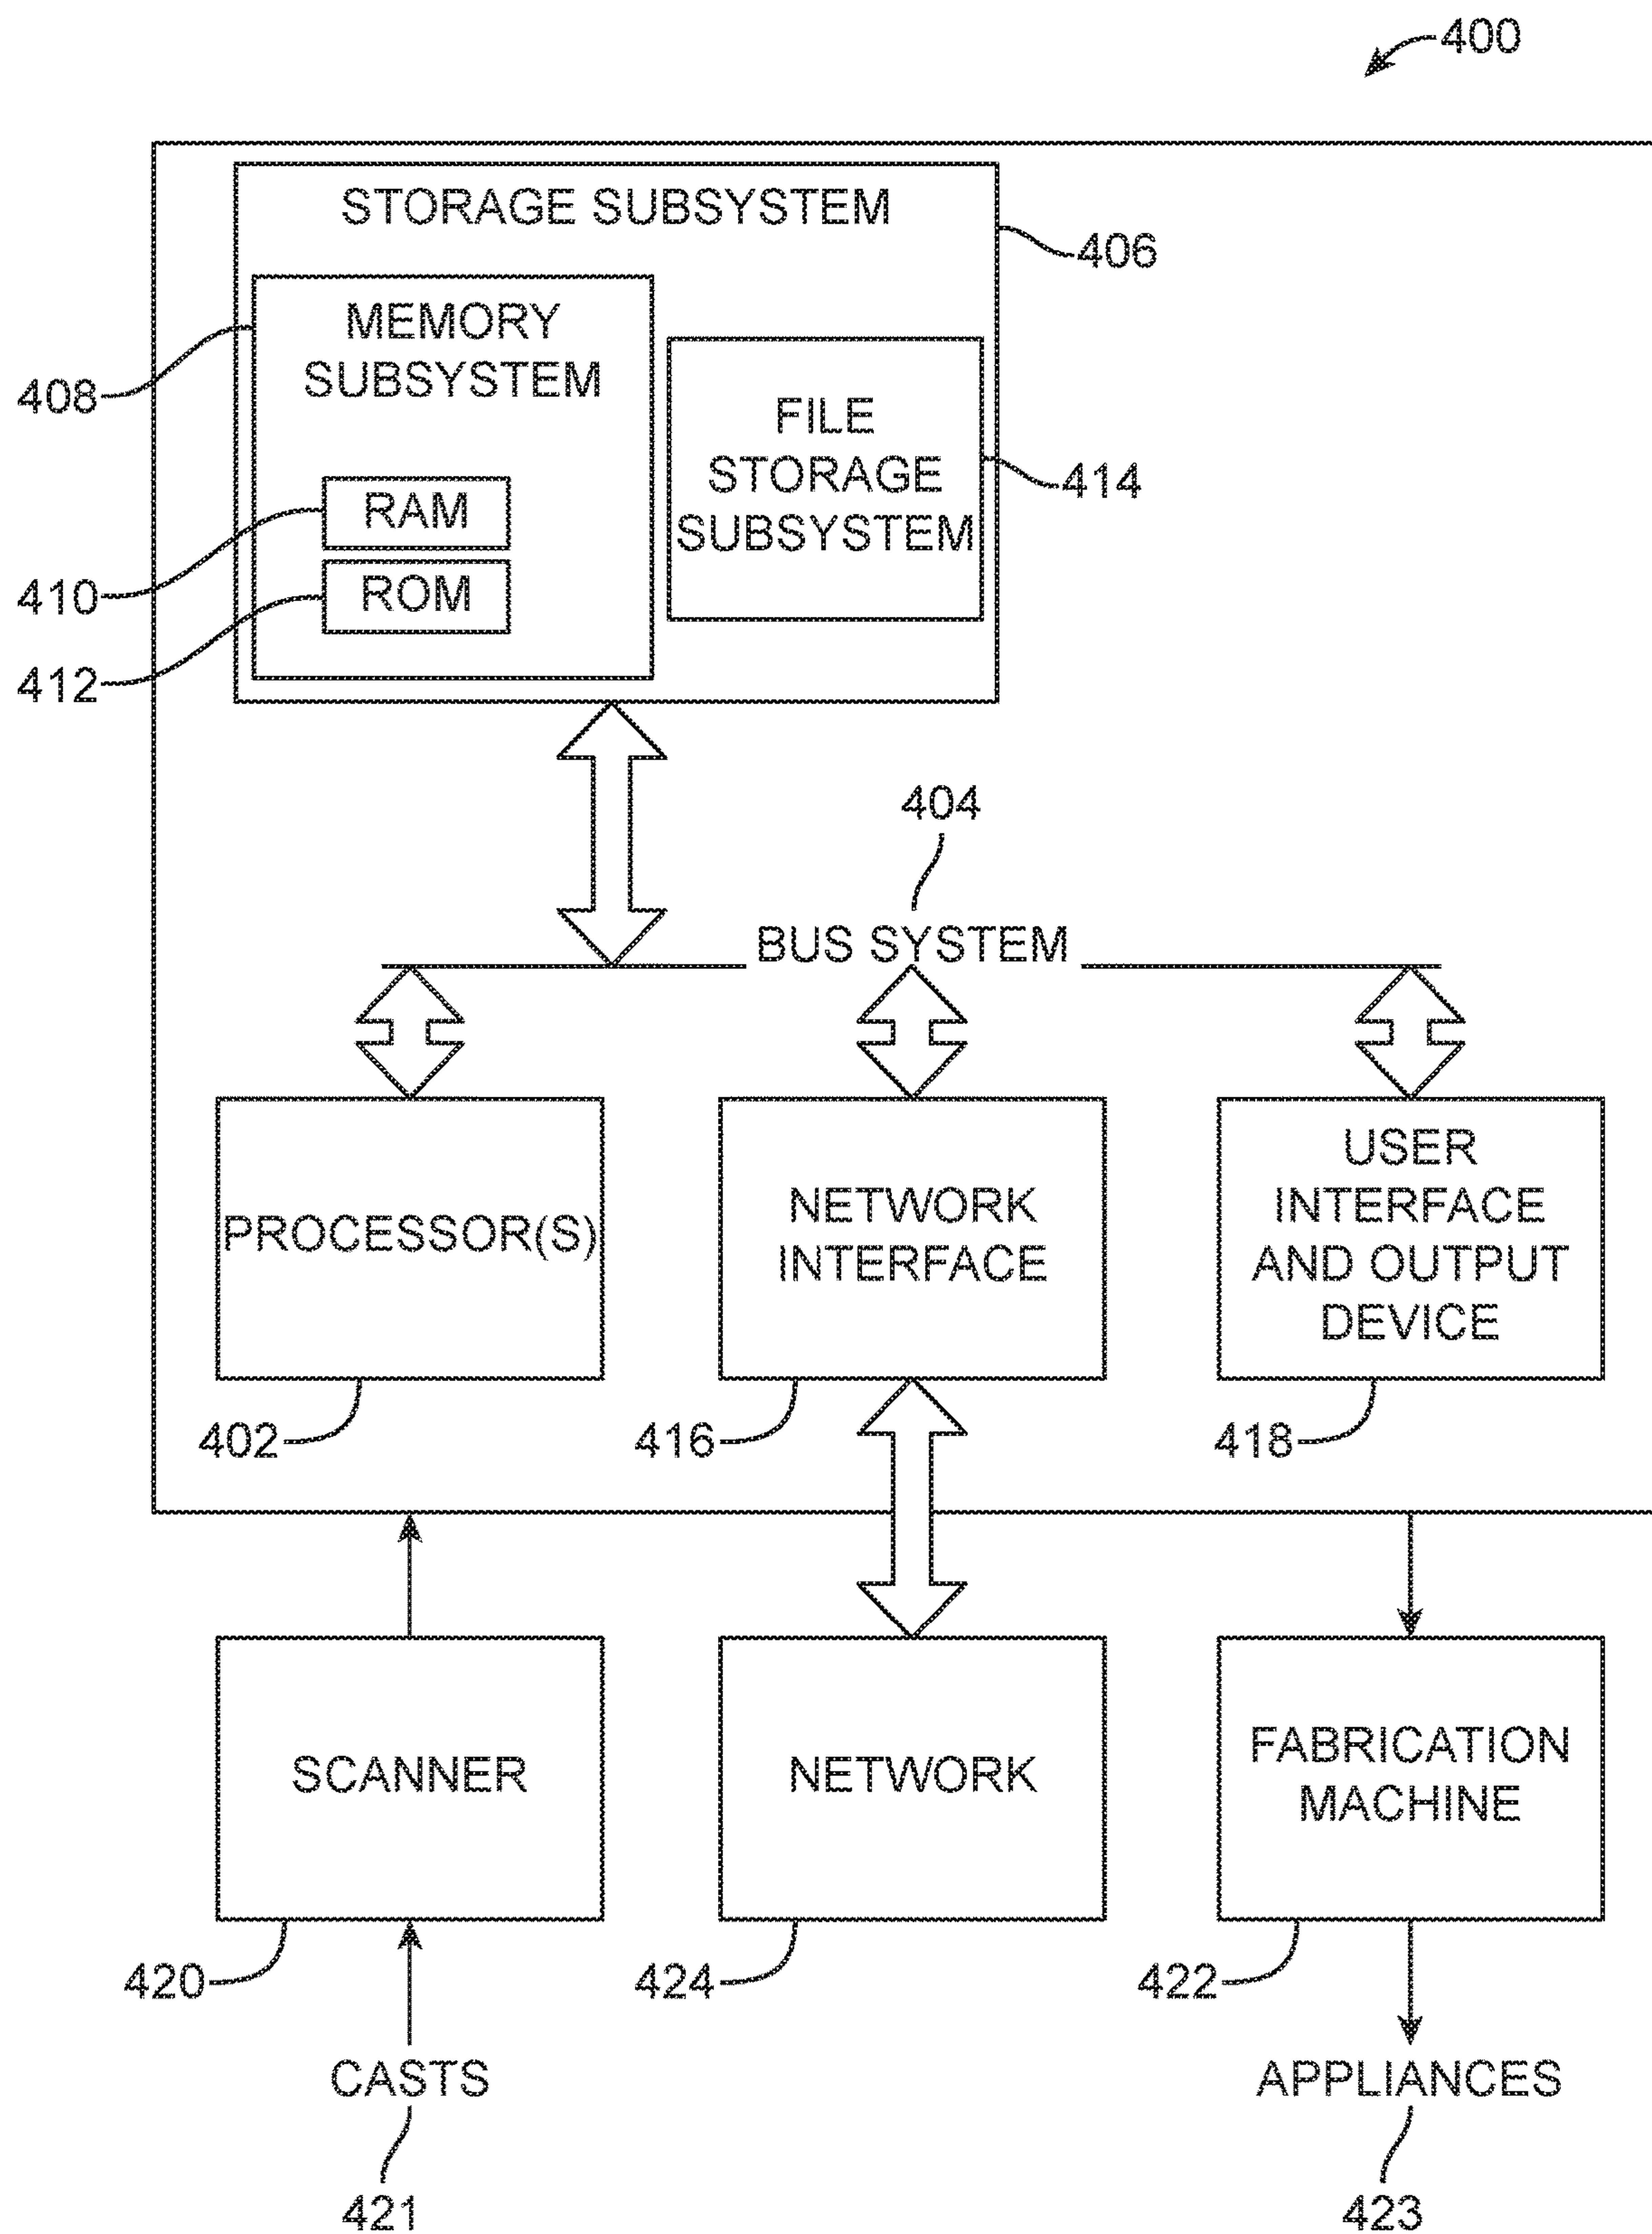 400
STORAGE SUBSYSTEM
406
MEMORY
SUBSYSTEM
408
FILE
STORAGE
SUBSYSTEM
414
RAM
410
ROM
412
404
BUS SYSTEM
PROCESSOR(S)
402
NETWORK
INTERFACE
416
USER
INTERFACE
AND OUTPUT
DEVICE
418
SCANNER
420
NETWORK
424
FABRICATION
MACHINE
422
CASTS
421
APPLIANCES
423